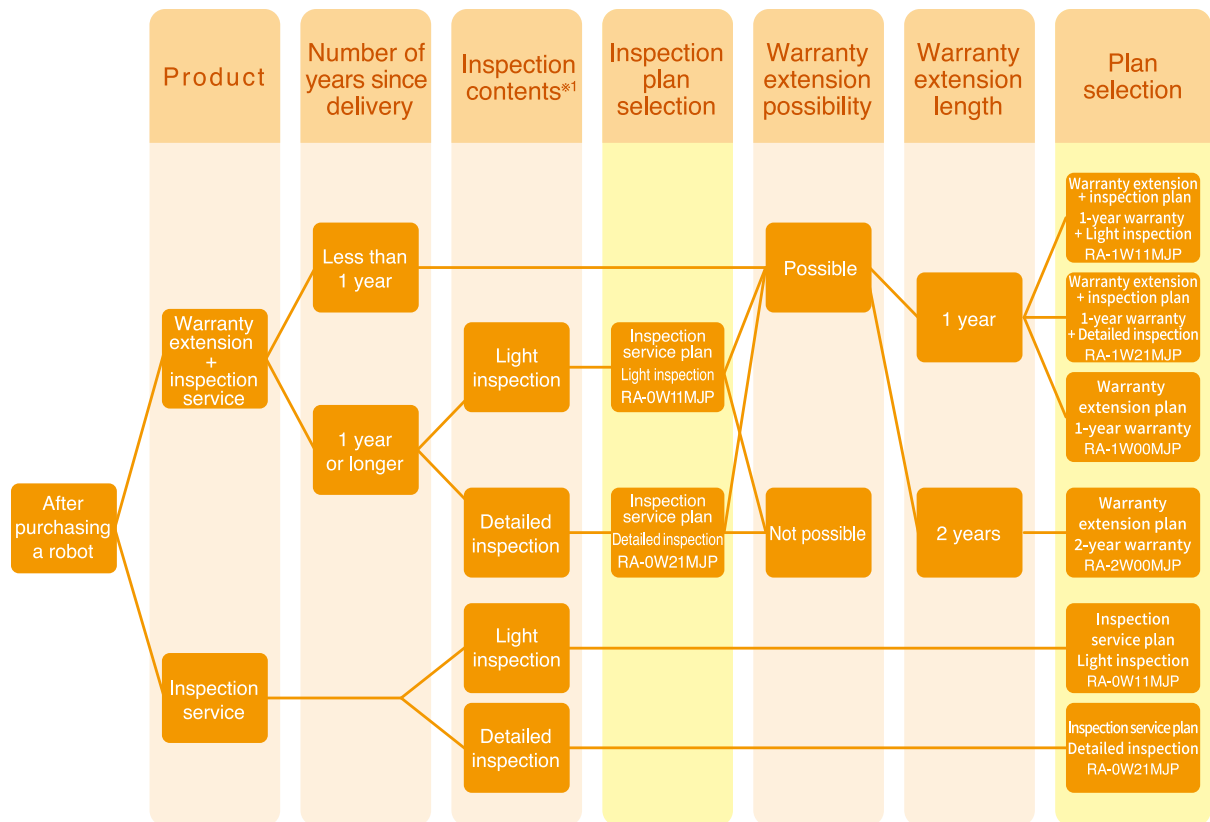 Product
Number of
years since
delivery
Inspection
contents※1
Inspection
plan
selection
Warranty
extension
possibility
Warranty
extension
length
Plan
selection
After
purchasing
a robot
Warranty
extension
+
inspection
service
Inspection
service
Less than
1 year
1 year
or longer
Light
inspection
Detailed
inspection
Light
inspection
Detailed
inspection
Inspection
service plan
Light inspection
RA-0W11MJP
Inspection
service plan
Detailed inspection
RA-0W21MJP
Possible
Not possible
1 year
2 years
Warranty extension
+ inspection plan
1-year warranty
+ Light inspection
RA-1W11MJP
Warranty extension
+ inspection plan
1-year warranty
+ Detailed inspection
RA-1W21MJP
Warranty
extension plan
1-year warranty
RA-1W00MJP
Warranty
extension plan
2-year warranty
RA-2W00MJP
Inspection
service plan
Light inspection
RA-0W11MJP
Inspection service plan
Detailed inspection
RA-0W21MJP